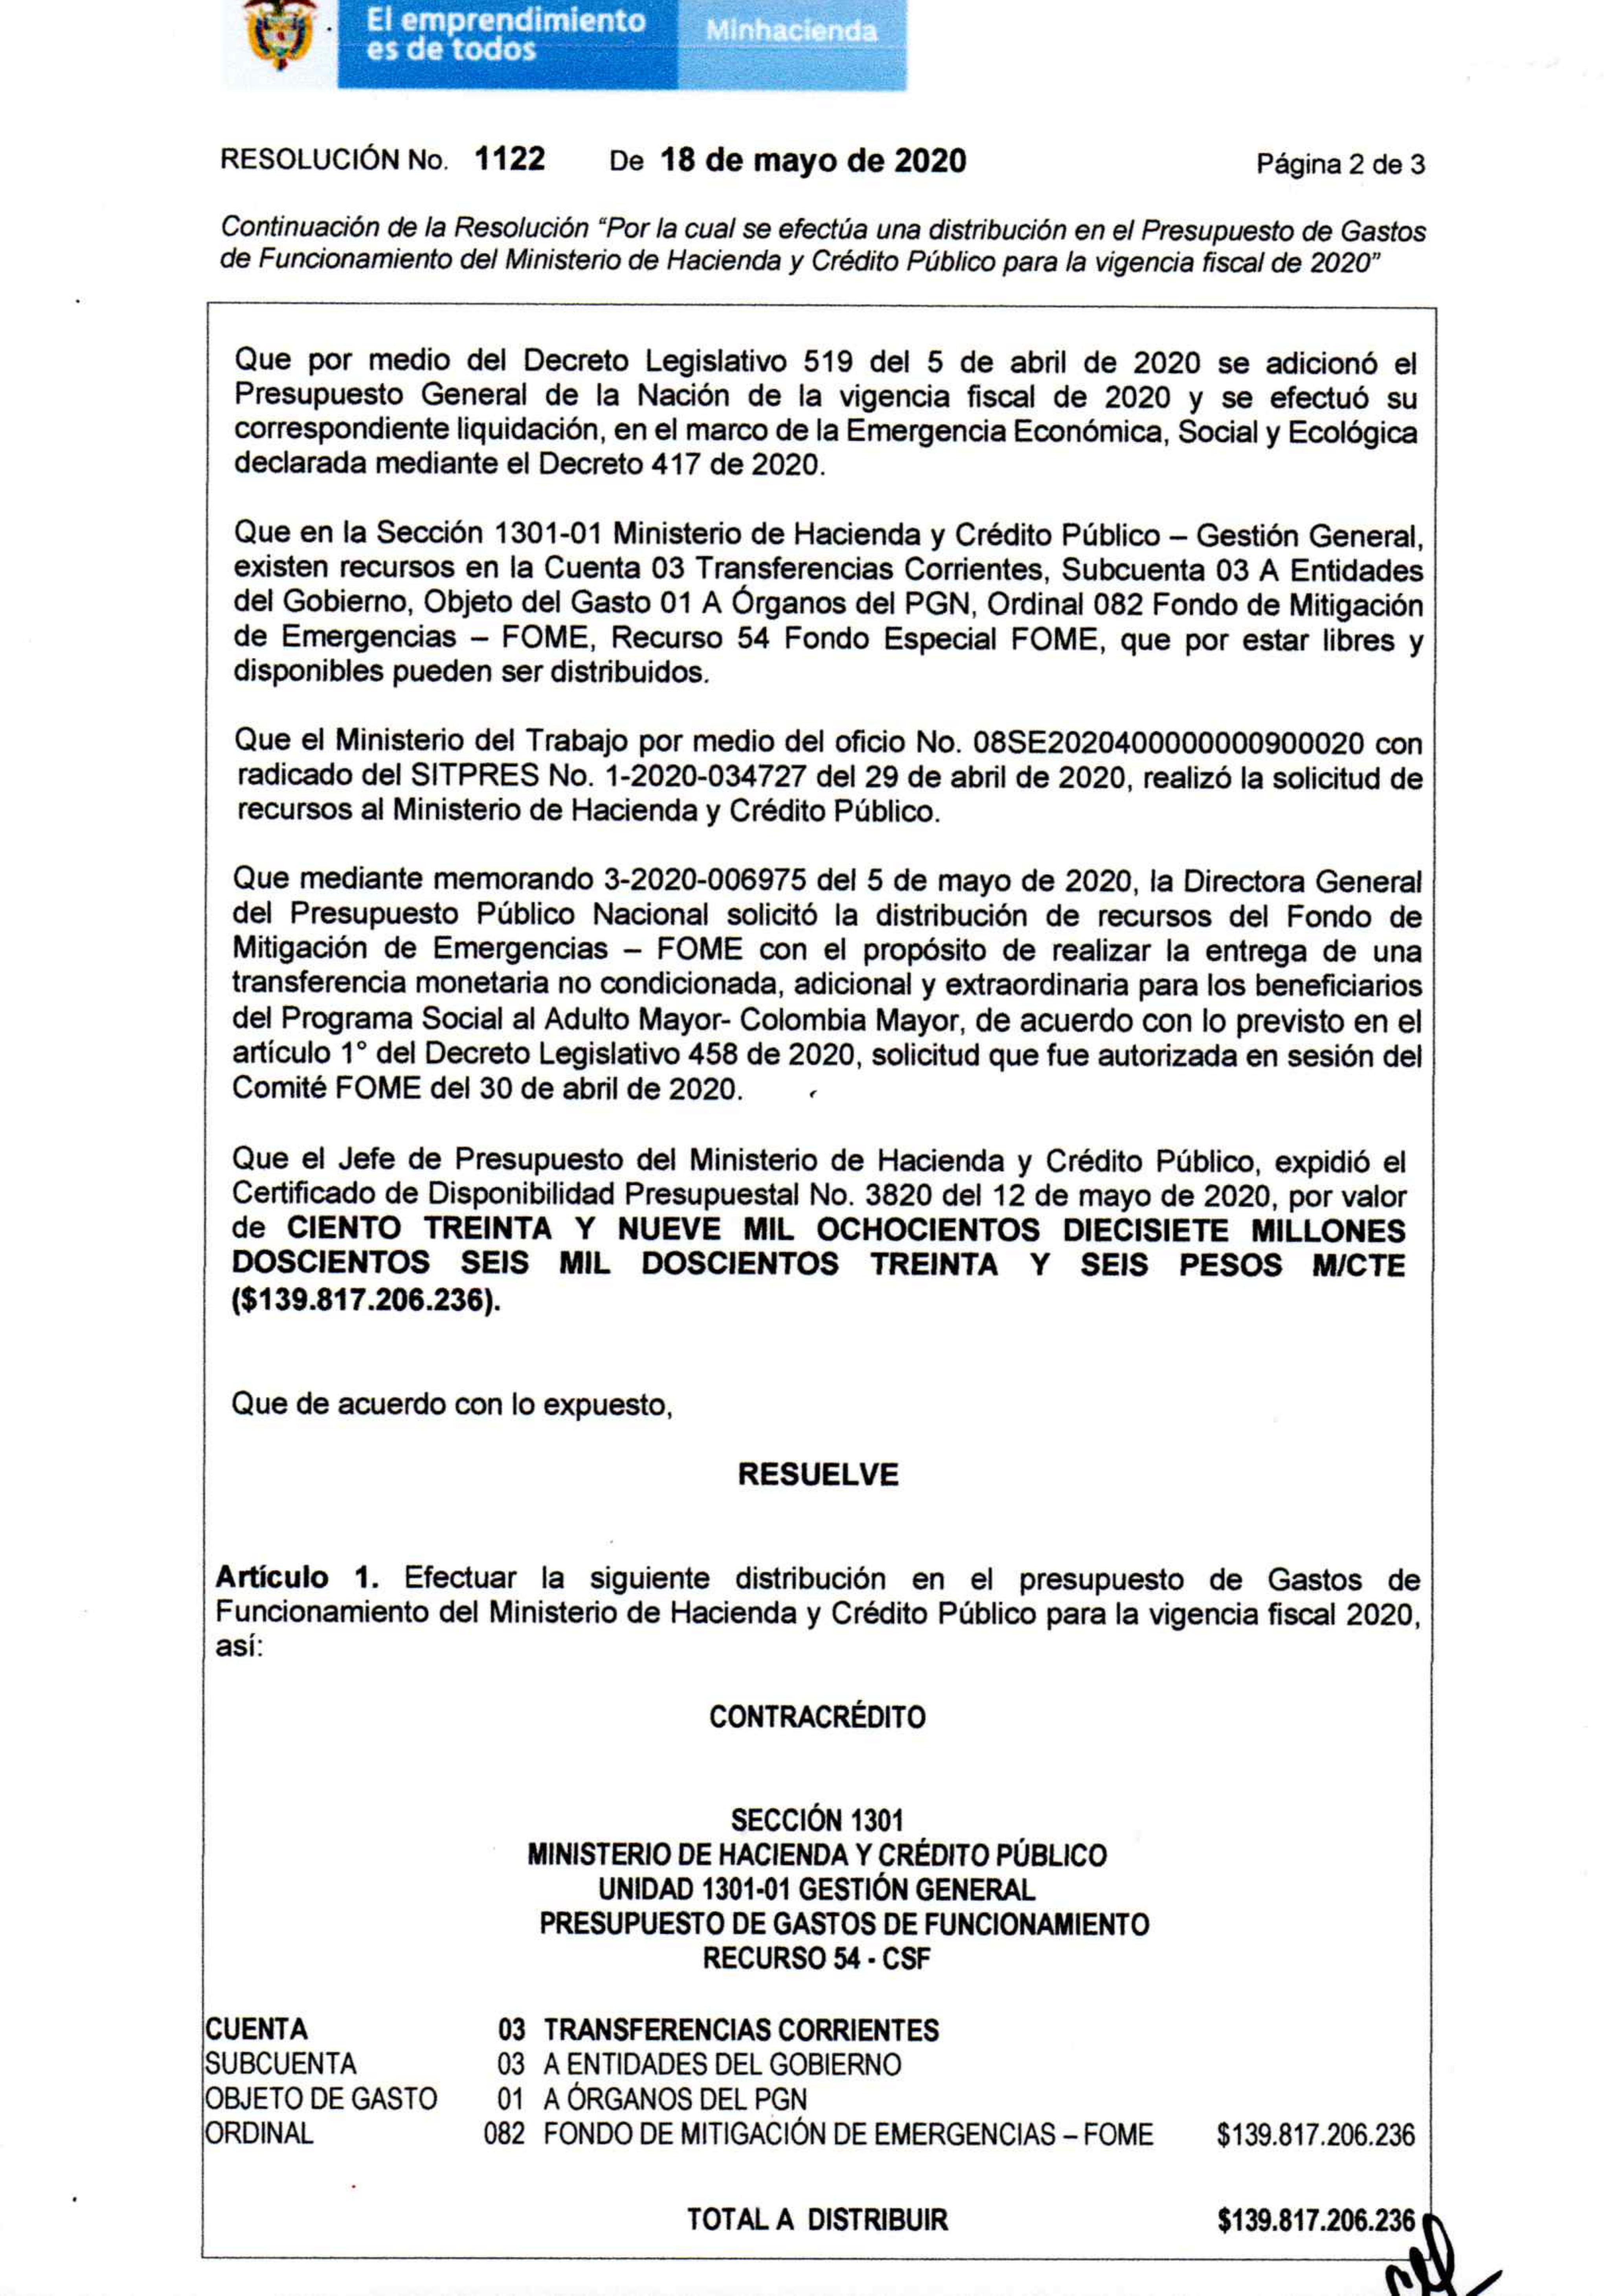 El emprendimiento
es de todos
Minhacienda
RESOLUCIÓN No. 1122 De 18 de mayo de 2020 Página 2 de 3
Continuación de la Resolución “Por la cual se efectúa una distribución en el Presupuesto de Gastos
de Funcionamiento del Ministerio de Hacienda y Crédito Público para la vigencia fiscal de 2020”
Que por medio del Decreto Legislativo 519 del 5 de abril de 2020 se adicionó el
Presupuesto General de la Nación de la vigencia fiscal de 2020 y se efectuó su
correspondiente liquidación, en el marco de la Emergencia Económica, Social y Ecológica
declarada mediante el Decreto 417 de 2020.
Que en la Sección 1301-01 Ministerio de Hacienda y Crédito Público – Gestión General,
existen recursos en la Cuenta 03 Transferencias Corrientes, Subcuenta 03 A Entidades
del Gobierno, Objeto del Gasto 01 A Órganos del PGN, Ordinal 082 Fondo de Mitigación
de Emergencias – FOME, Recurso 54 Fondo Especial FOME, que por estar libres y
disponibles pueden ser distribuidos.
Que el Ministerio del Trabajo por medio del oficio No. 08SE2020400000000900020 con
radicado del SITPRES No. 1-2020-034727 del 29 de abril de 2020, realizó la solicitud de
recursos al Ministerio de Hacienda y Crédito Público.
Que mediante memorando 3-2020-006975 del 5 de mayo de 2020, la Directora General
del Presupuesto Público Nacional solicitó la distribución de recursos del Fondo de
Mitigación de Emergencias – FOME con el propósito de realizar la entrega de una
transferencia monetaria no condicionada, adicional y extraordinaria para los beneficiarios
del Programa Social al Adulto Mayor- Colombia Mayor, de acuerdo con lo previsto en el
artículo 1° del Decreto Legislativo 458 de 2020, solicitud que fue autorizada en sesión del
Comité FOME del 30 de abril de 2020.
Que el Jefe de Presupuesto del Ministerio de Hacienda y Crédito Público, expidió el
Certificado de Disponibilidad Presupuestal No. 3820 del 12 de mayo de 2020, por valor
de CIENTO TREINTA Y NUEVE MIL OCHOCIENTOS DIECISIETE MILLONES
DOSCIENTOS SEIS MIL DOSCIENTOS TREINTA Y SEIS PESOS M/CTE
($139.817.206.236).
Que de acuerdo con lo expuesto,
RESUELVE
Artículo 1. Efectuar la siguiente distribución en el presupuesto de Gastos de
Funcionamiento del Ministerio de Hacienda y Crédito Público para la vigencia fiscal 2020,
así:
CONTRACRÉDITO
SECCIÓN 1301
MINISTERIO DE HACIENDA Y CRÉDITO PÚBLICO
UNIDAD 1301-01 GESTIÓN GENERAL
PRESUPUESTO DE GASTOS DE FUNCIONAMIENTO
RECURSO 54 - CSF
CUENTA 03 TRANSFERENCIAS CORRIENTES
SUBCUENTA 03 A ENTIDADES DEL GOBIERNO
OBJETO DE GASTO 01 A ÓRGANOS DEL PGN
ORDINAL 082 FONDO DE MITIGACIÓN DE EMERGENCIAS – FOME $139.817.206.236
TOTAL A DISTRIBUIR $139.817.206.236